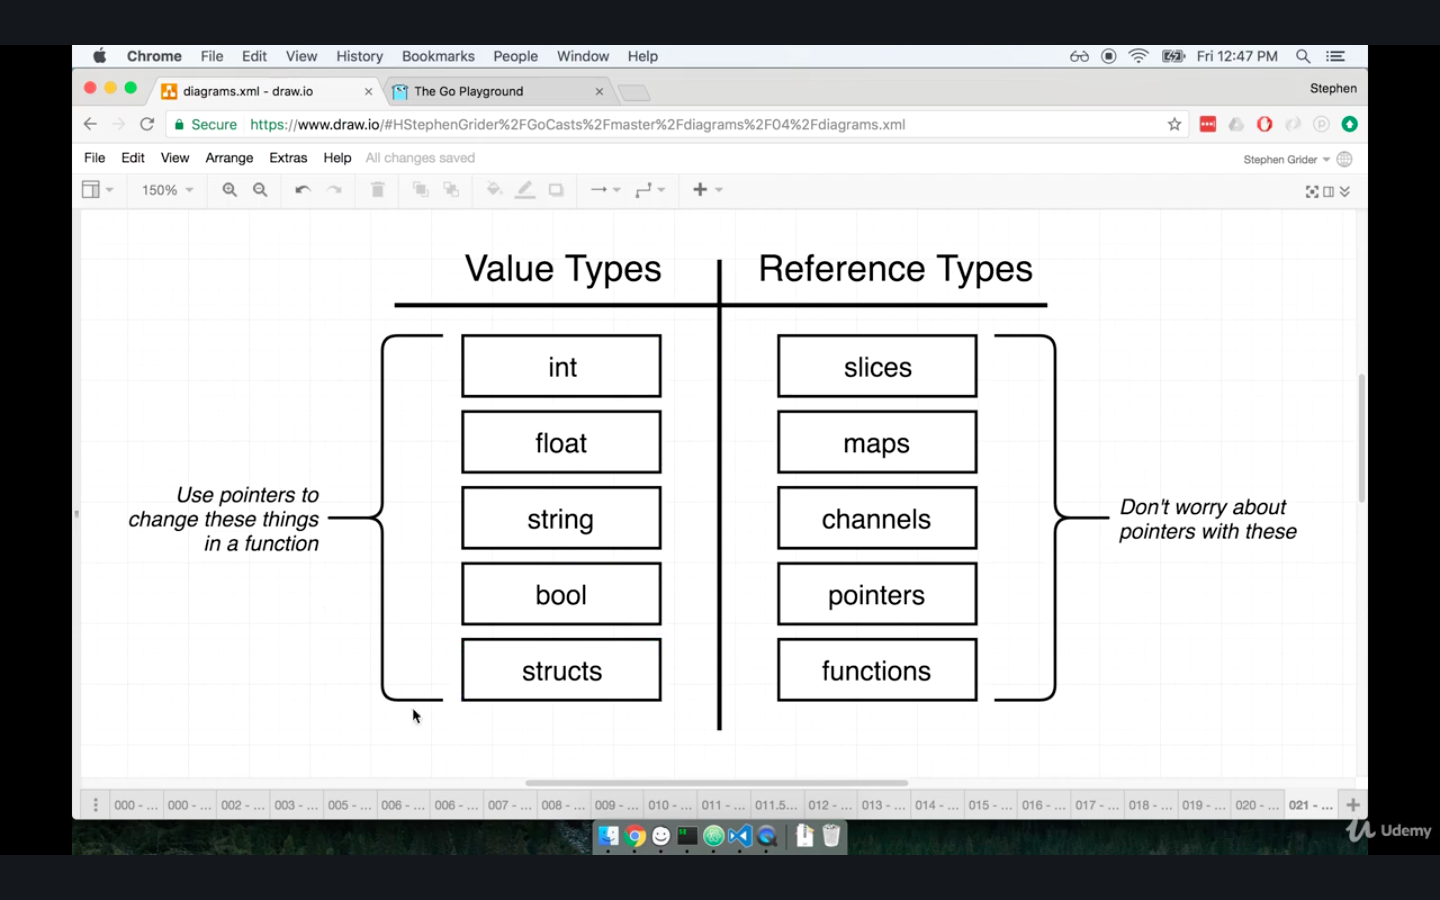 Chrome File Edit View History Bookmarks People Window Help Fri 12:47 PM
diagrams.xml - draw.io The Go Playground Stephen
Secure https://www.draw.io/#HStephenGrider%2FGoCasts%2Fmaster%2Fdiagrams%2F04%2Fdiagrams.xml
File Edit View Arrange Extras Help All changes saved Stephen Grider
150%
Value Types Reference Types
int slices
float maps
Use pointers to
change these things
in a function
string channels
Don't worry about
pointers with these
bool pointers
structs functions
000 - ... 000 - ... 002 - ... 003 - ... 005 - ... 006 - ... 006 - ... 007 - ... 008 - ... 009 - ... 010 - ... 011 - ... 011.5... 012 - ... 013 - ... 014 - ... 015 - ... 016 - ... 017 - ... 018 - ... 019 - ... 020 - ... 021 - ...
Udemy